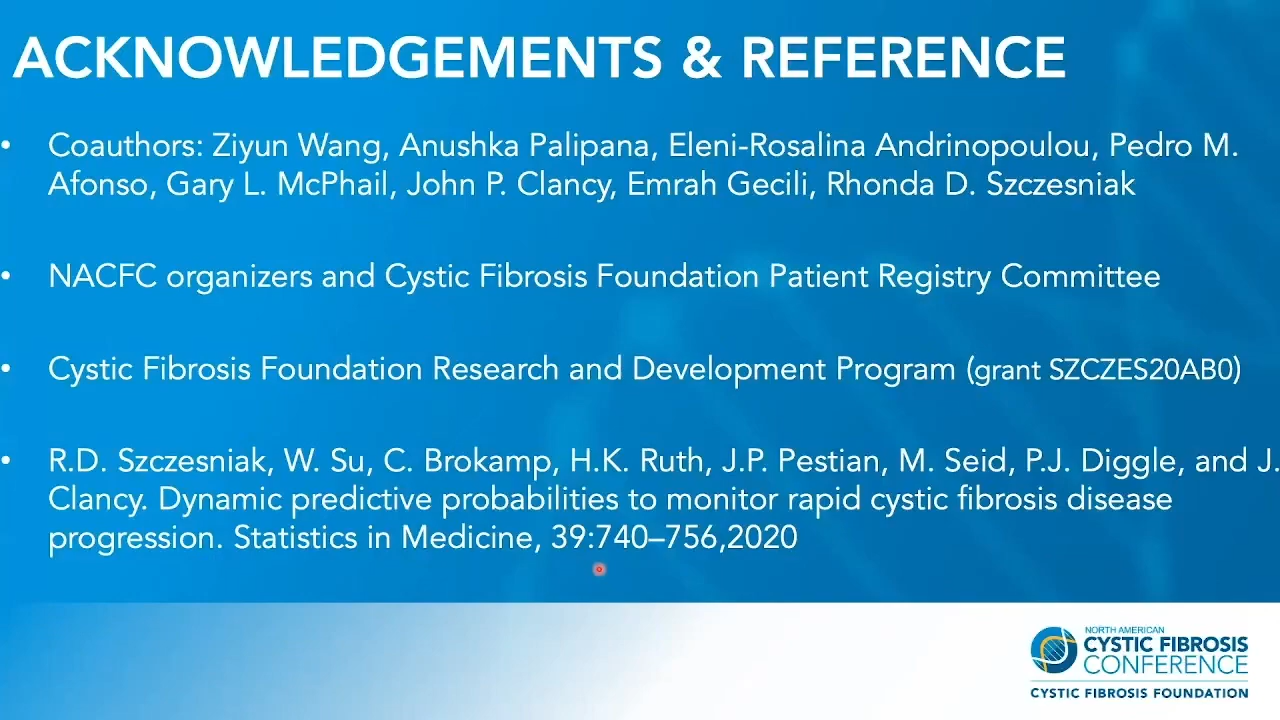 ACKNOWLEDGEMENTS & REFERENCE
• Coauthors: Ziyun Wang, Anushka Palipana, Eleni-Rosalina Andrinopoulou, Pedro M.
Afonso, Gary L. McPhail, John P. Clancy, Emrah Gecili, Rhonda D. Szczesniak
• NACFC organizers and Cystic Fibrosis Foundation Patient Registry Committee
• Cystic Fibrosis Foundation Research and Development Program (grant SZCZES20AB0)
• R.D. Szczesniak, W. Su, C. Brokamp, H.K. Ruth, J.P. Pestian, M. Seid, P.J. Diggle, and J.
Clancy. Dynamic predictive probabilities to monitor rapid cystic fibrosis disease
progression. Statistics in Medicine, 39:740–756,2020
NORTH AMERICAN
CYSTIC FIBROSIS
CONFERENCE
CYSTIC FIBROSIS FOUNDATION